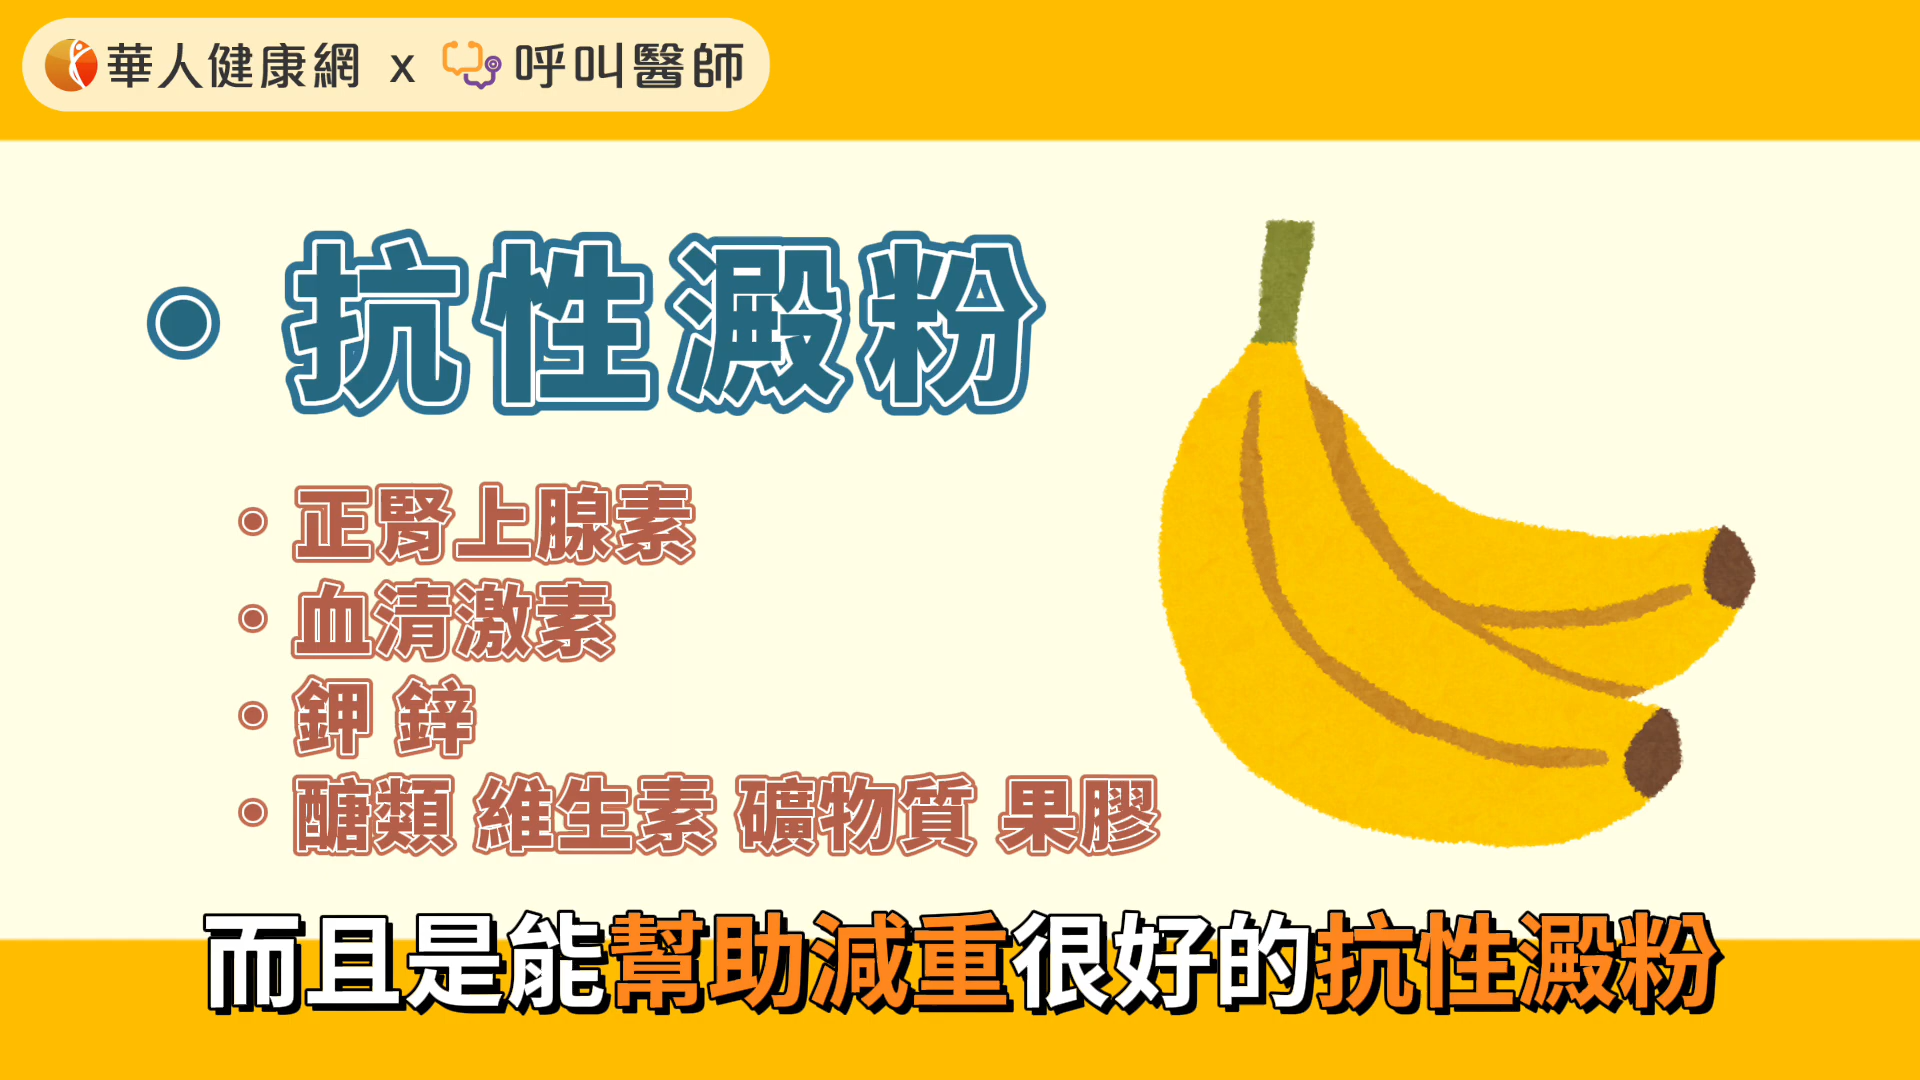 華人健康網 x 呼叫醫師
• 抗性澱粉
• 正腎上腺素
• 血清激素
• 鉀 鋅
• 醣類 維生素 礦物質 果膠
而且是能幫助減重很好的抗性澱粉